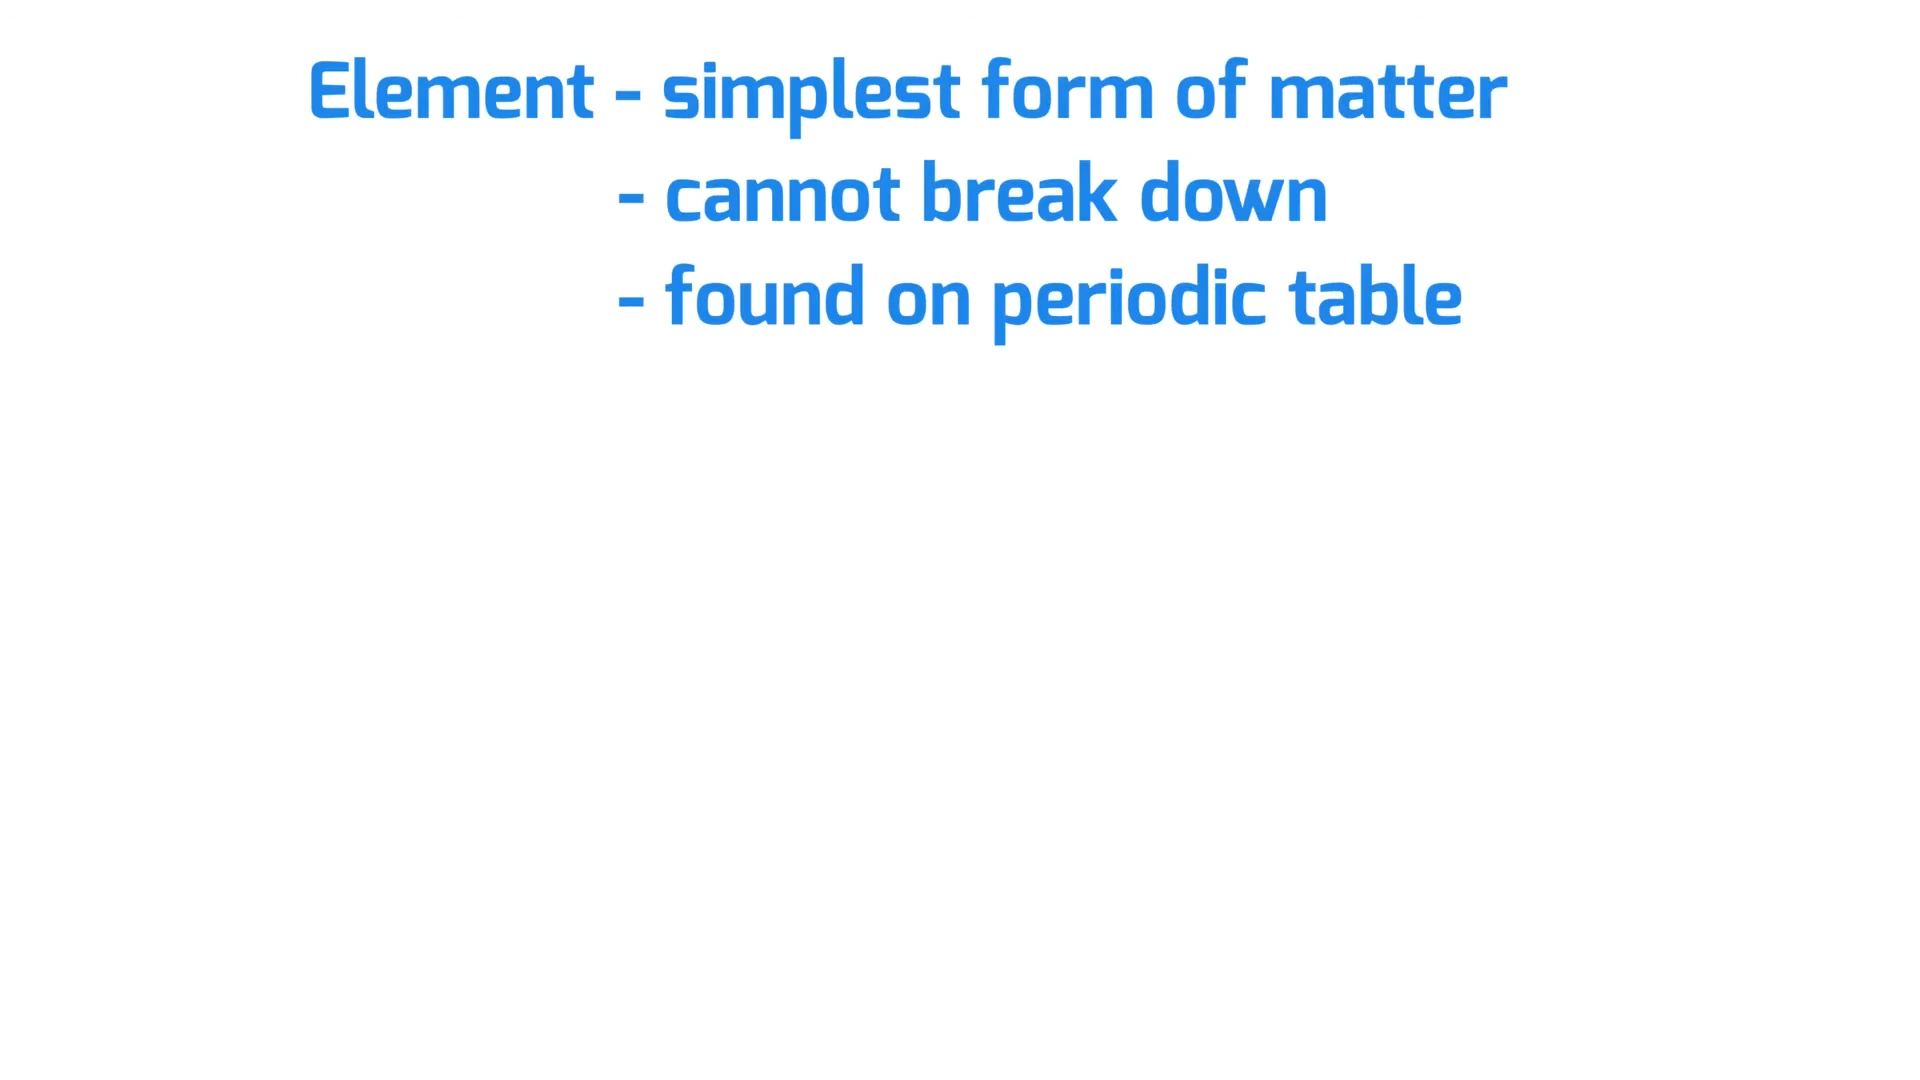 Element - simplest form of matter
- cannot break down
- found on periodic table